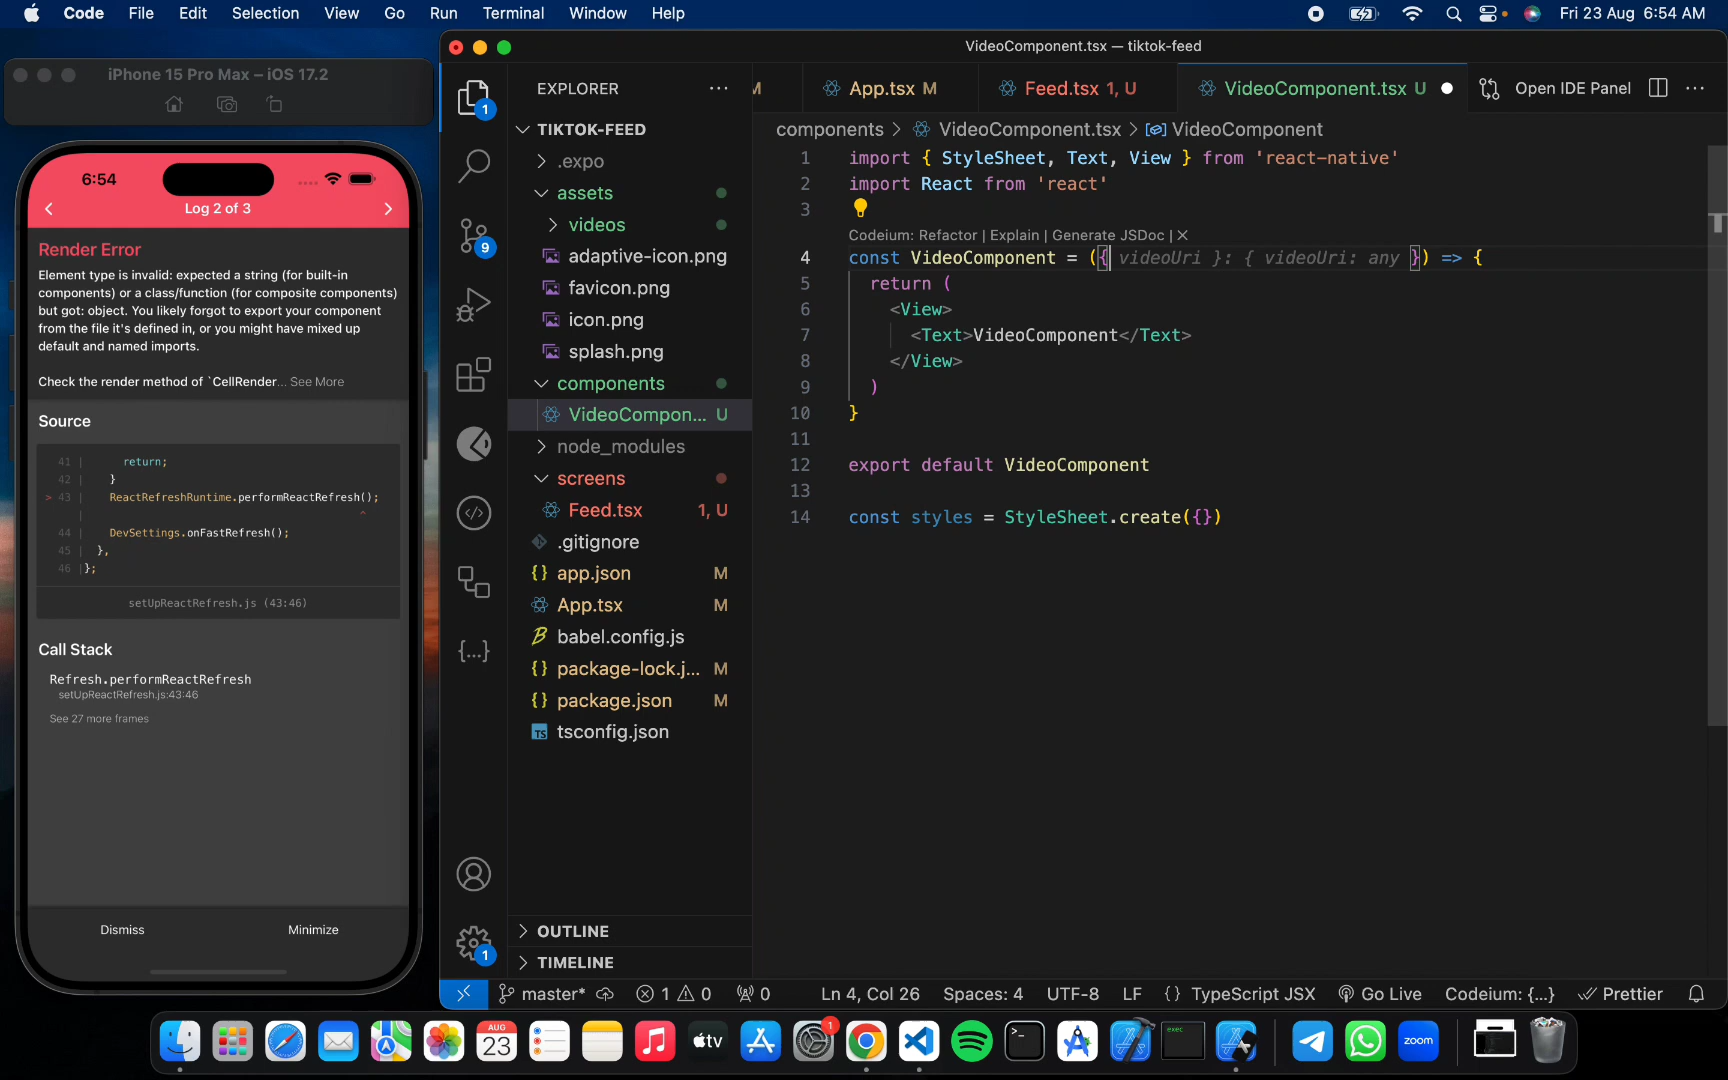 Code File Edit Selection View Go Run Terminal Window Help
Fri 23 Aug 6:54 AM
iPhone 15 Pro Max – iOS 17.2
6:54
Log 2 of 3
Render Error
Element type is invalid: expected a string (for built-in
components) or a class/function (for composite components)
but got: object. You likely forgot to export your component
from the file it's defined in, or you might have mixed up
default and named imports.
Check the render method of `CellRender... See More
Source
41 | return;
42 | }
> 43 | ReactRefreshRuntime.performReactRefresh();
| ^
44 | DevSettings.onFastRefresh();
45 | },
46 | };
setUpReactRefresh.js (43:46)
Call Stack
Refresh.performReactRefresh
setUpReactRefresh.js:43:46
See 27 more frames
Dismiss Minimize
VideoComponent.tsx — tiktok-feed
1
9
1
EXPLORER
TIKTOK-FEED
.expo
assets
videos
adaptive-icon.png
favicon.png
icon.png
splash.png
components
VideoCompon... U
node_modules
screens
Feed.tsx 1, U
.gitignore
{} app.json M
App.tsx M
babel.config.js
{} package-lock.j... M
{} package.json M
TS tsconfig.json
OUTLINE
TIMELINE
M App.tsx M Feed.tsx 1, U VideoComponent.tsx U Open IDE Panel
components > VideoComponent.tsx > VideoComponent
1 import { StyleSheet, Text, View } from 'react-native'
2 import React from 'react'
3
Codeium: Refactor | Explain | Generate JSDoc | X
4 const VideoComponent = ({ videoUri }: { videoUri: any }) => {
5 return (
6 <View>
7 <Text>VideoComponent</Text>
8 </View>
9 )
10 }
11
12 export default VideoComponent
13
14 const styles = StyleSheet.create({})
master* 1 0 0 Ln 4, Col 26 Spaces: 4 UTF-8 LF {} TypeScript JSX Go Live Codeium: {...} Prettier
AUG
23
tv
1
exec
zoom